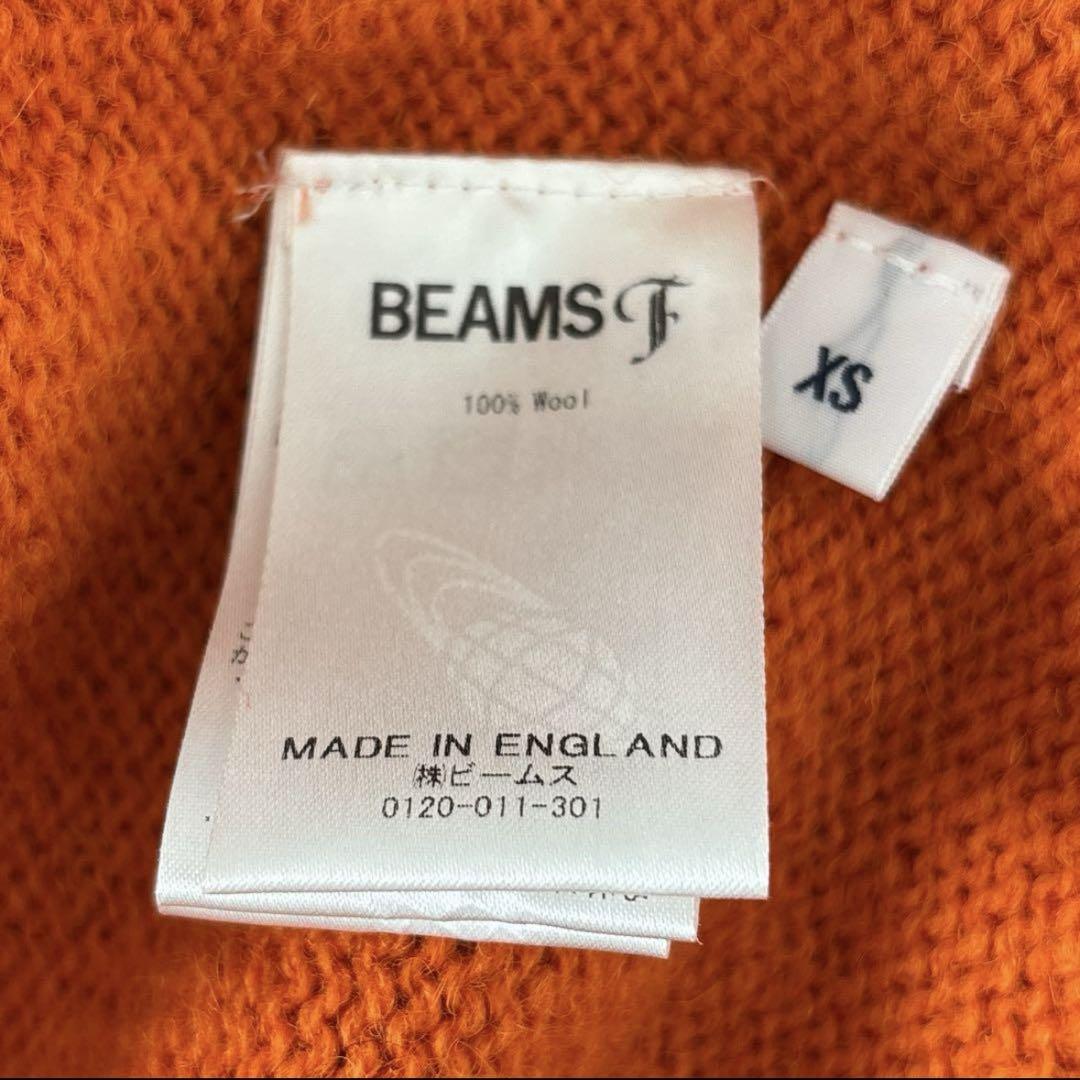 BEAMS F
100% Wool
MADE IN ENGLAND
㈱ビームス
0120-011-301
XS